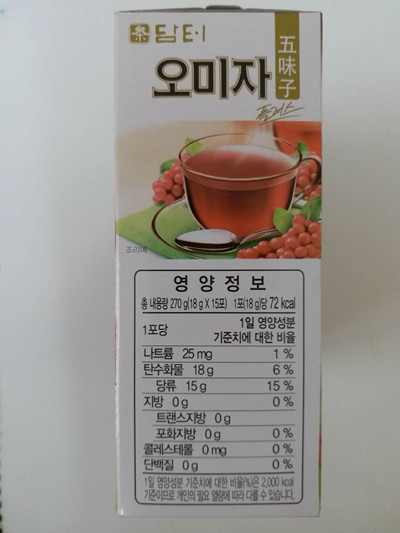 담터
오미자
五味子
플러스
조리예
영양정보
총 내용량 270 g(18 g X 15포) 1포(18 g)당 72 kcal
1포당 1일 영양성분 기준치에 대한 비율
나트륨 25 mg 1 %
탄수화물 18 g 6 %
당류 15 g 15 %
지방 0 g 0 %
트랜스지방 0 g
포화지방 0 g 0 %
콜레스테롤 0 mg 0 %
단백질 0 g 0 %
1일 영양성분 기준치에 대한 비율(%)은 2,000 kcal
기준이므로 개인의 필요 열량에 따라 다를 수 있습니다.